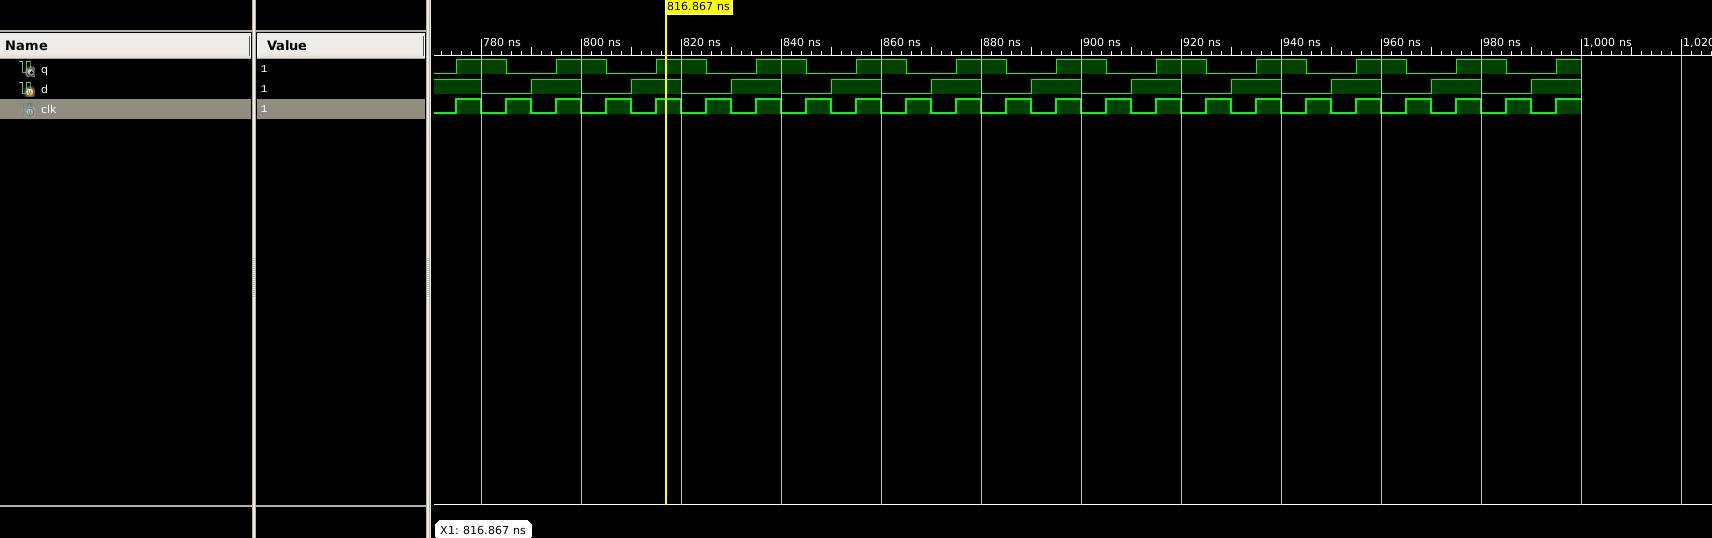 816.867 ns
Name
Value
780 ns
800 ns
820 ns
840 ns
860 ns
880 ns
900 ns
920 ns
940 ns
960 ns
980 ns
1,000 ns
1,020
q
1
d
1
clk
1
X1: 816.867 ns